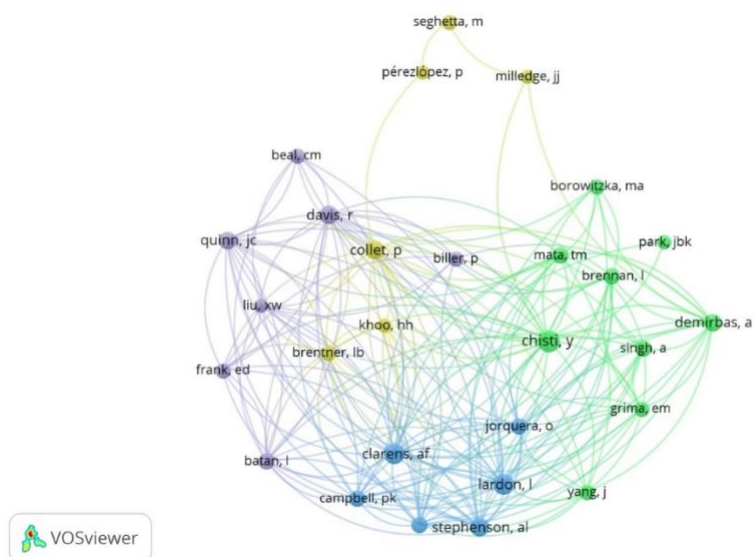 seghetta, m
pérezlópez, p
milledge, jj
beal, cm
borowitzka, ma
davis, r
quinn, jc
park, jbk
collet, p
mata, tm
biller, p
brennan, l
liu, xw
khoo, hh
demirbas, a
chisti, y
singh, a
brentner, lb
frank, ed
grima, em
jorquera, o
clarens, af
batan, l
lardon, l
yang, j
campbell, pk
stephenson, al
VOSviewer